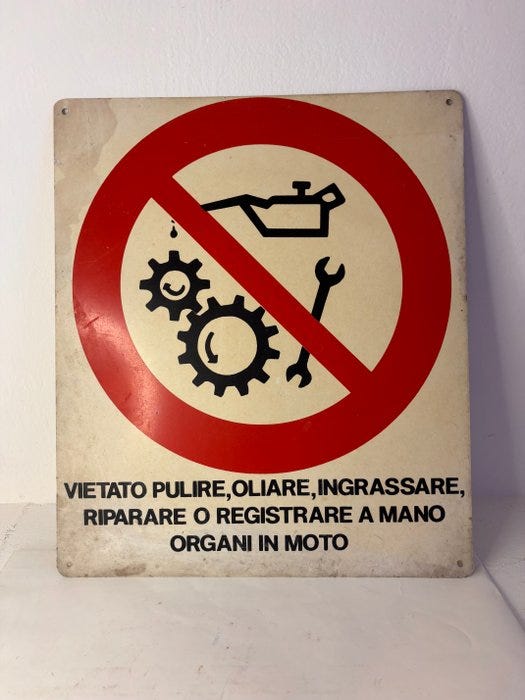 VIETATO PULIRE,OLIARE,INGRASSARE,
RIPARARE O REGISTRARE A MANO
ORGANI IN MOTO